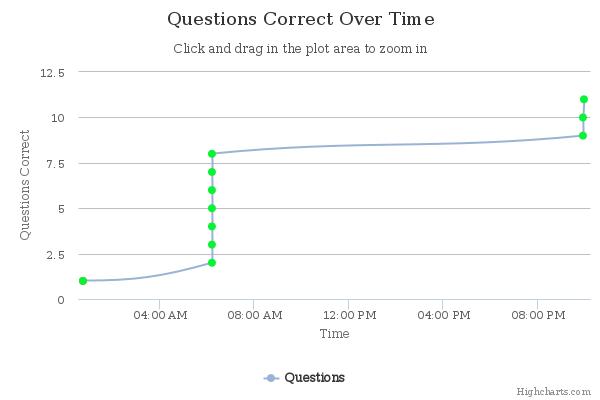 Questions Correct Over Time
Click and drag in the plot area to zoom in
Questions Correct
12.5
10
7.5
5
2.5
0
04:00 AM
08:00 AM
12:00 PM
04:00 PM
08:00 PM
Time
Questions
Highcharts.com